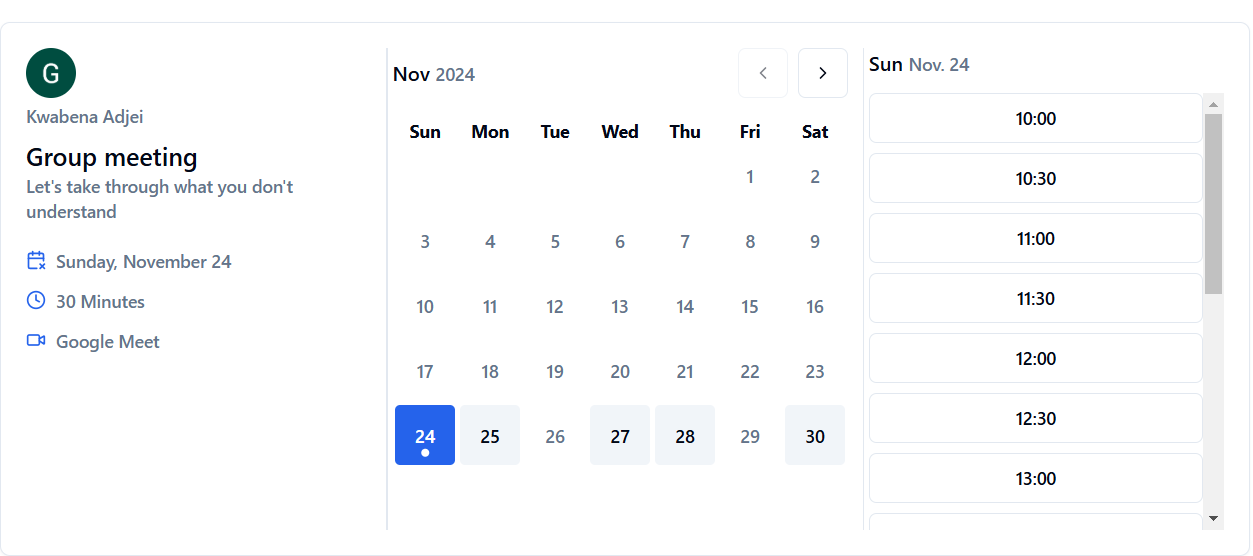 G
Kwabena Adjei
Group meeting
Let's take through what you don't
understand
Sunday, November 24
30 Minutes
Google Meet
Nov 2024
Sun Mon Tue Wed Thu Fri Sat
1 2
3 4 5 6 7 8 9
10 11 12 13 14 15 16
17 18 19 20 21 22 23
24 25 26 27 28 29 30
Sun Nov. 24
10:00
10:30
11:00
11:30
12:00
12:30
13:00